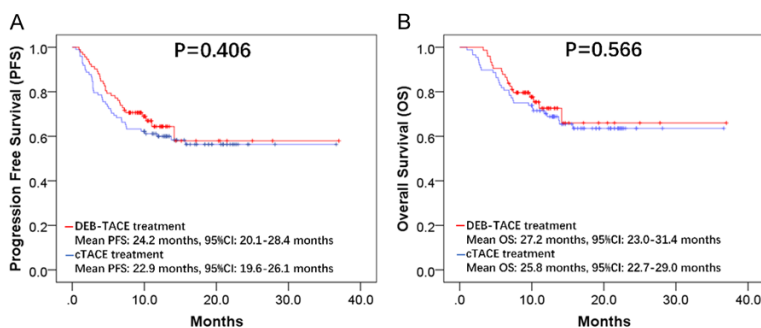 A
P=0.406
Progression Free Survival (PFS)
1.0
0.8
0.6
0.4
0.2
0.0
DEB-TACE treatment
Mean PFS: 24.2 months, 95%CI: 20.1-28.4 months
cTACE treatment
Mean PFS: 22.9 months, 95%CI: 19.6-26.1 months
.0 10.0 20.0 30.0 40.0
Months
B
P=0.566
Overall Survival (OS)
1.0
0.8
0.6
0.4
0.2
0.0
DEB-TACE treatment
Mean OS: 27.2 months, 95%CI: 23.0-31.4 months
cTACE treatment
Mean OS: 25.8 months, 95%CI: 22.7-29.0 months
.0 10.0 20.0 30.0 40.0
Months